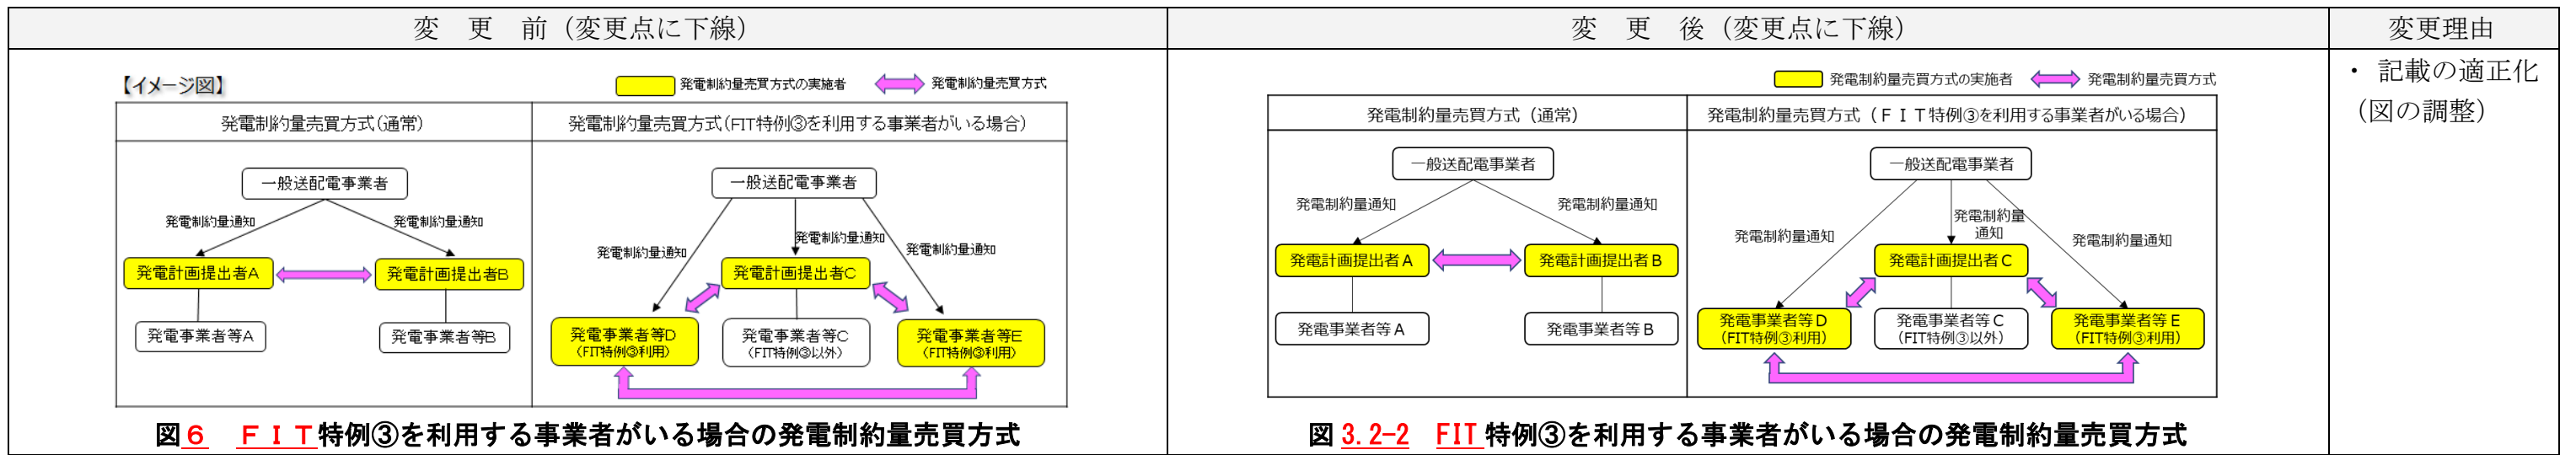 変　更　前（変更点に下線）
変　更　後（変更点に下線）
変更理由
【イメージ図】
発電制約量売買方式の実施者
発電制約量売買方式
発電制約量売買方式（通常）
発電制約量売買方式（FIT特例③を利用する事業者がいる場合）
一般送配電事業者
発電制約量通知
発電制約量通知
発電計画提出者A
発電計画提出者B
発電事業者等A
発電事業者等B
一般送配電事業者
発電制約量通知
発電制約量通知
発電制約量通知
発電計画提出者C
発電事業者等D
（FIT特例③利用）
発電事業者等C
（FIT特例③以外）
発電事業者等E
（FIT特例③利用）
図６　ＦＩＴ特例③を利用する事業者がいる場合の発電制約量売買方式
発電制約量売買方式の実施者
発電制約量売買方式
発電制約量売買方式（通常）
発電制約量売買方式（ＦＩＴ特例③を利用する事業者がいる場合）
一般送配電事業者
発電制約量通知
発電制約量通知
発電計画提出者Ａ
発電計画提出者Ｂ
発電事業者等Ａ
発電事業者等Ｂ
一般送配電事業者
発電制約量通知
発電制約量
通知
発電制約量通知
発電計画提出者Ｃ
発電事業者等Ｄ
（FIT特例③利用）
発電事業者等Ｃ
（FIT特例③以外）
発電事業者等Ｅ
（FIT特例③利用）
図 3.2-2　FIT 特例③を利用する事業者がいる場合の発電制約量売買方式
・ 記載の適正化
（図の調整）